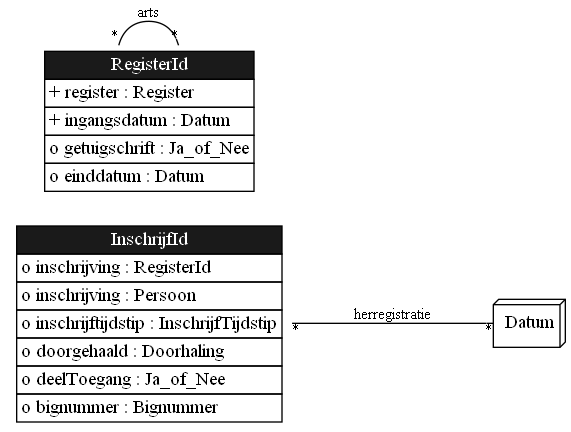 arts
* *
RegisterId
+ register : Register
+ ingangsdatum : Datum
o getuigschrift : Ja_of_Nee
o einddatum : Datum
InschrijfId
o inschrijving : RegisterId
o inschrijving : Persoon
o inschrijftijdstip : InschrijfTijdstip
o doorgehaald : Doorhaling
o deelToegang : Ja_of_Nee
o bignummer : Bignummer
herregistratie
* *
Datum